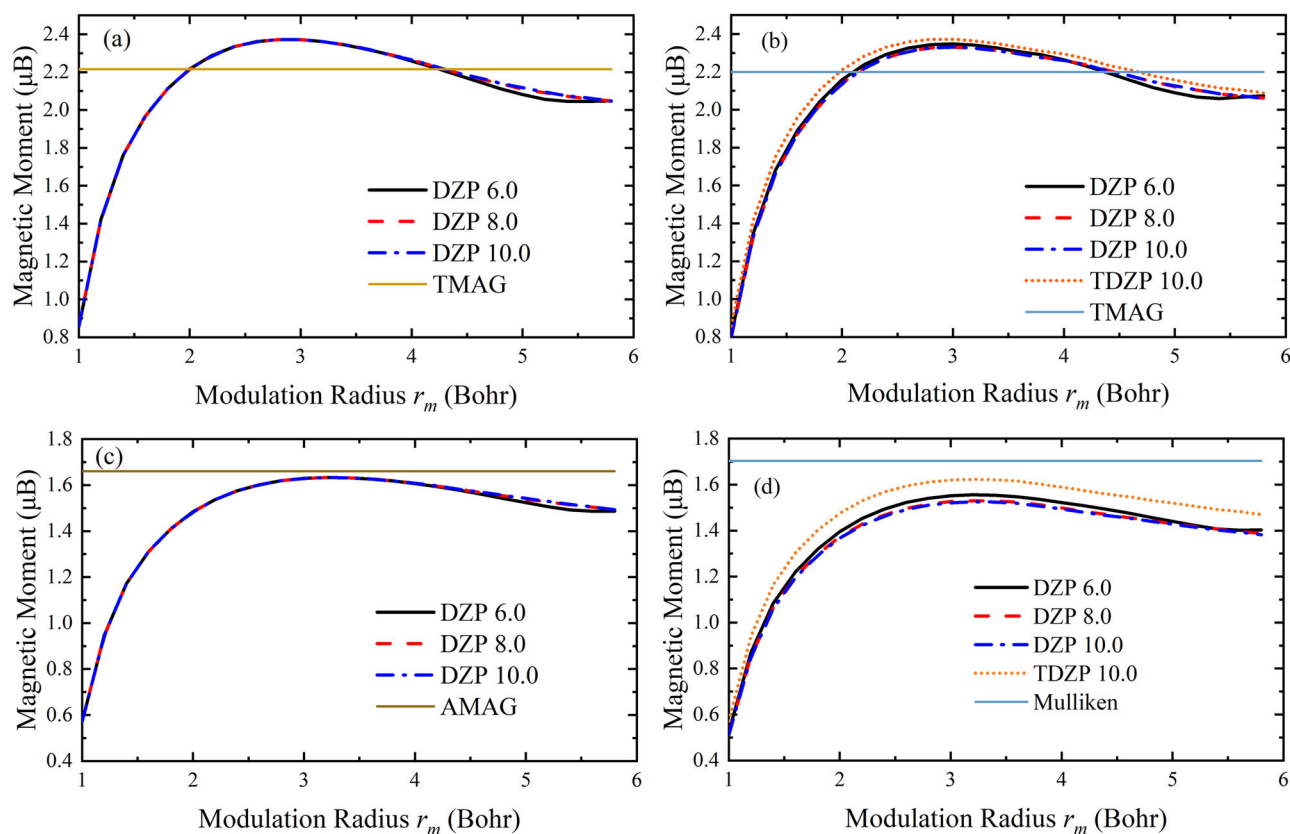 (a)
Magnetic Moment (μB)
2.4
2.2
2.0
1.8
1.6
1.4
1.2
1.0
0.8
DZP 6.0
DZP 8.0
DZP 10.0
TMAG
1 2 3 4 5 6
Modulation Radius rm (Bohr)
(b)
Magnetic Moment (μB)
2.4
2.2
2.0
1.8
1.6
1.4
1.2
1.0
0.8
DZP 6.0
DZP 8.0
DZP 10.0
TDZP 10.0
TMAG
1 2 3 4 5 6
Modulation Radius rm (Bohr)
(c)
Magnetic Moment (μB)
1.8
1.6
1.4
1.2
1.0
0.8
0.6
0.4
DZP 6.0
DZP 8.0
DZP 10.0
AMAG
1 2 3 4 5 6
Modulation Radius rm (Bohr)
(d)
Magnetic Moment (μB)
1.8
1.6
1.4
1.2
1.0
0.8
0.6
0.4
DZP 6.0
DZP 8.0
DZP 10.0
TDZP 10.0
Mulliken
1 2 3 4 5 6
Modulation Radius rm (Bohr)